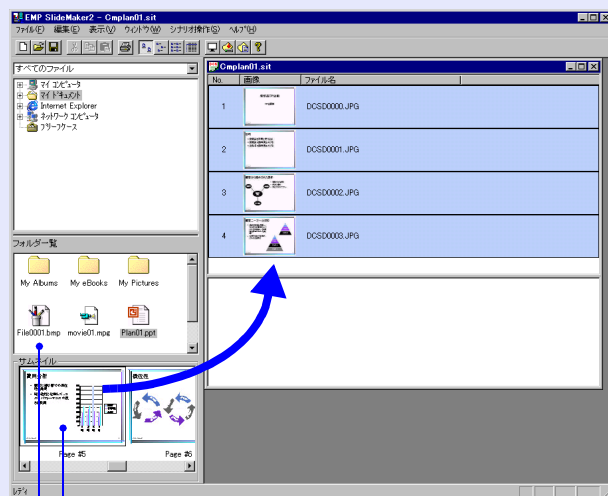 EMP SlideMaker2 - Cmplan01.sit
ファイル(F) 編集(E) 表示(V) ウィンドウ(W) シナリオ操作(S) ヘルプ(H)
すべてのファイル
マイ コンピュータ
マイ ドキュメント
Internet Explorer
ネットワーク コンピュータ
ブリーフケース
Cmplan01.sit
No. 画像 ファイル名
1 DCSD0000.JPG
2 DCSD0001.JPG
3 DCSD0002.JPG
4 DCSD0003.JPG
フォルダ一覧
My Albums My eBooks My Pictures
File0001.bmp movie01.mpg Plan01.ppt
サムネイル
Page #5 Page #6
レディ